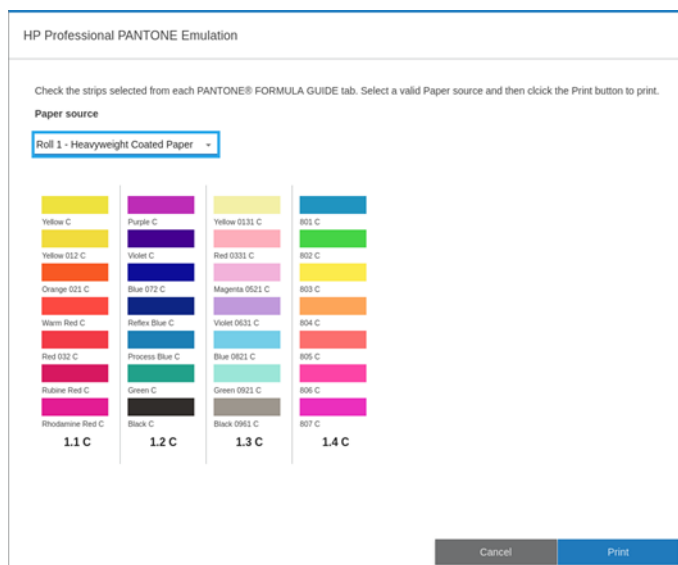 HP Professional PANTONE Emulation
Check the strips selected from each PANTONE® FORMULA GUIDE tab. Select a valid Paper source and then clcick the Print button to print.
Paper source
Roll 1 - Heavyweight Coated Paper
Yellow C
Yellow 012 C
Orange 021 C
Warm Red C
Red 032 C
Rubine Red C
Rhodamine Red C
1.1 C
Purple C
Violet C
Blue 072 C
Reflex Blue C
Process Blue C
Green C
Black C
1.2 C
Yellow 0131 C
Red 0331 C
Magenta 0521 C
Violet 0631 C
Blue 0821 C
Green 0921 C
Black 0961 C
1.3 C
801 C
802 C
803 C
804 C
805 C
806 C
807 C
1.4 C
Cancel
Print